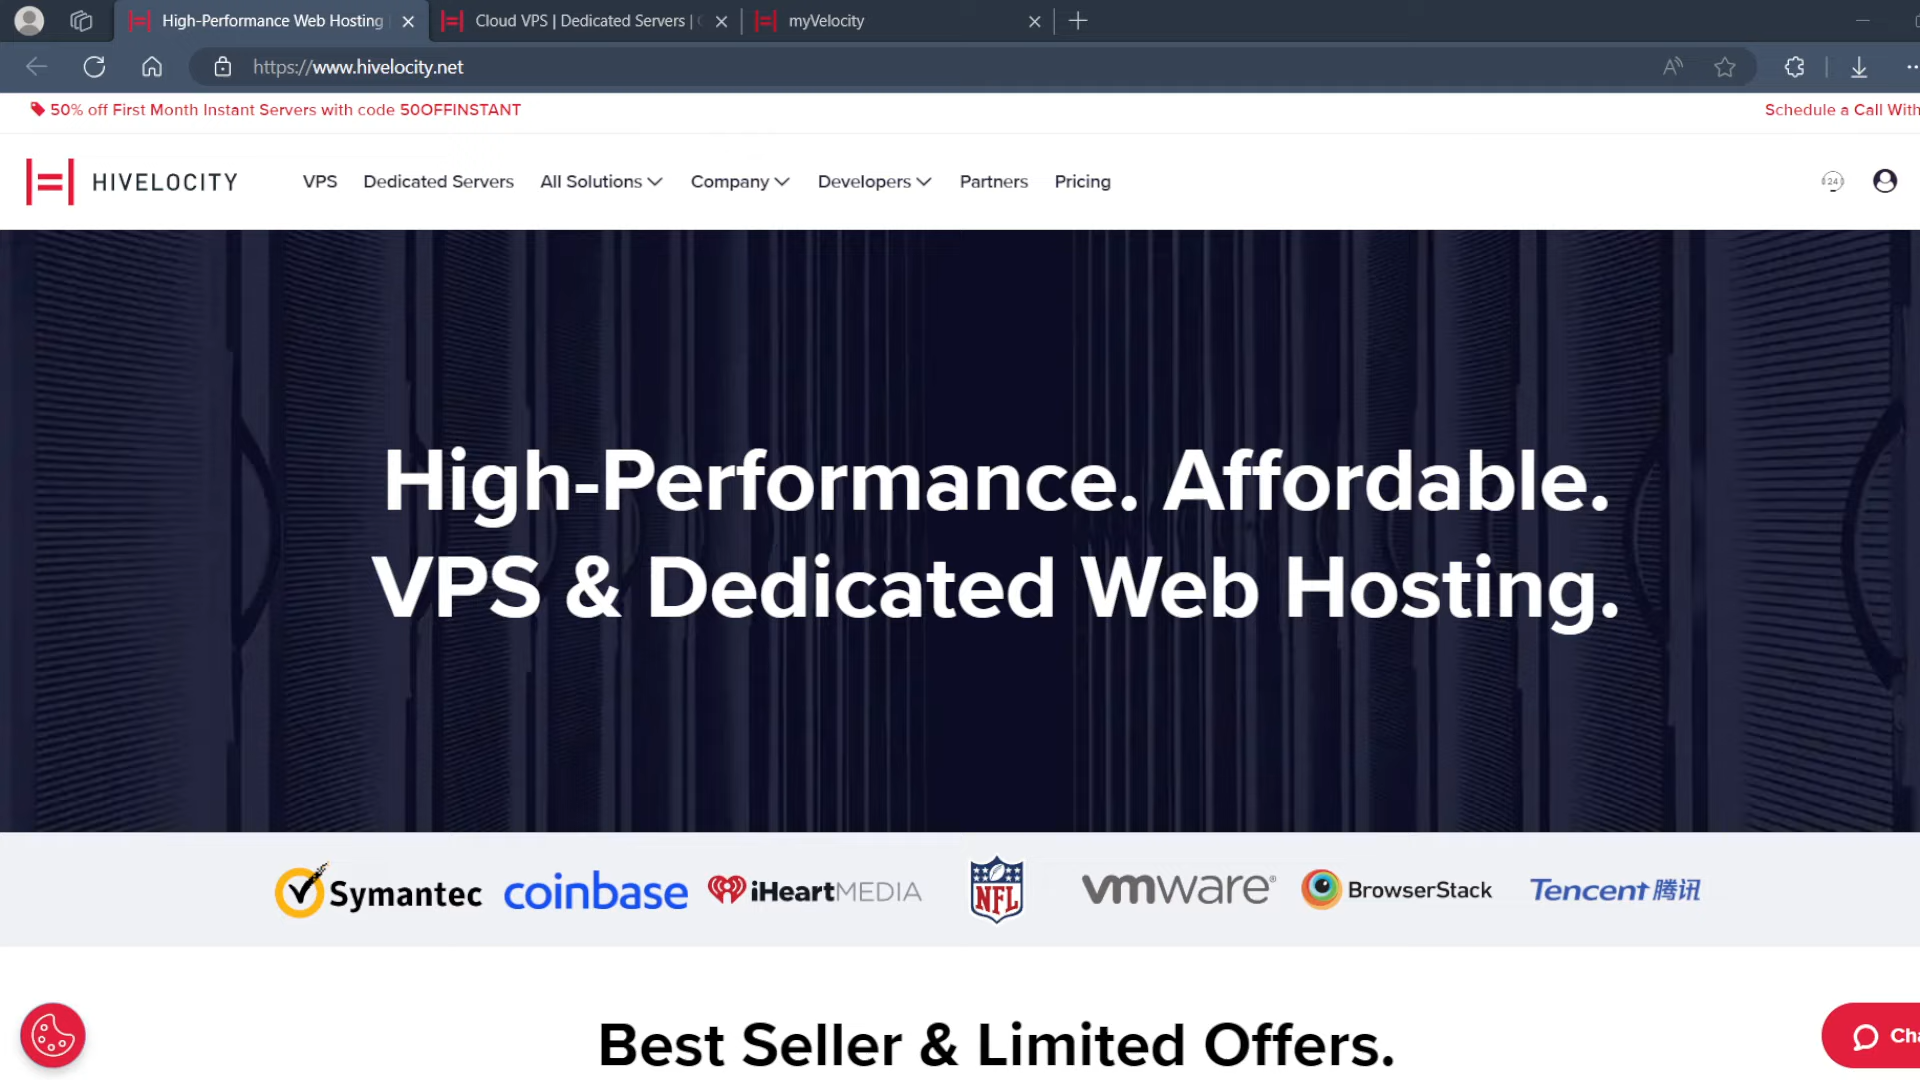 High-Performance Web Hosting
Cloud VPS | Dedicated Servers |
myVelocity
https://www.hivelocity.net
50% off First Month Instant Servers with code 50OFFINSTANT
Schedule a Call With
HIVELOCITY
VPS
Dedicated Servers
All Solutions
Company
Developers
Partners
Pricing
24
High-Performance. Affordable.
VPS & Dedicated Web Hosting.
Symantec
coinbase
iHeartMEDIA
NFL
vmware®
BrowserStack
Tencent 腾讯
Best Seller & Limited Offers.
Cha